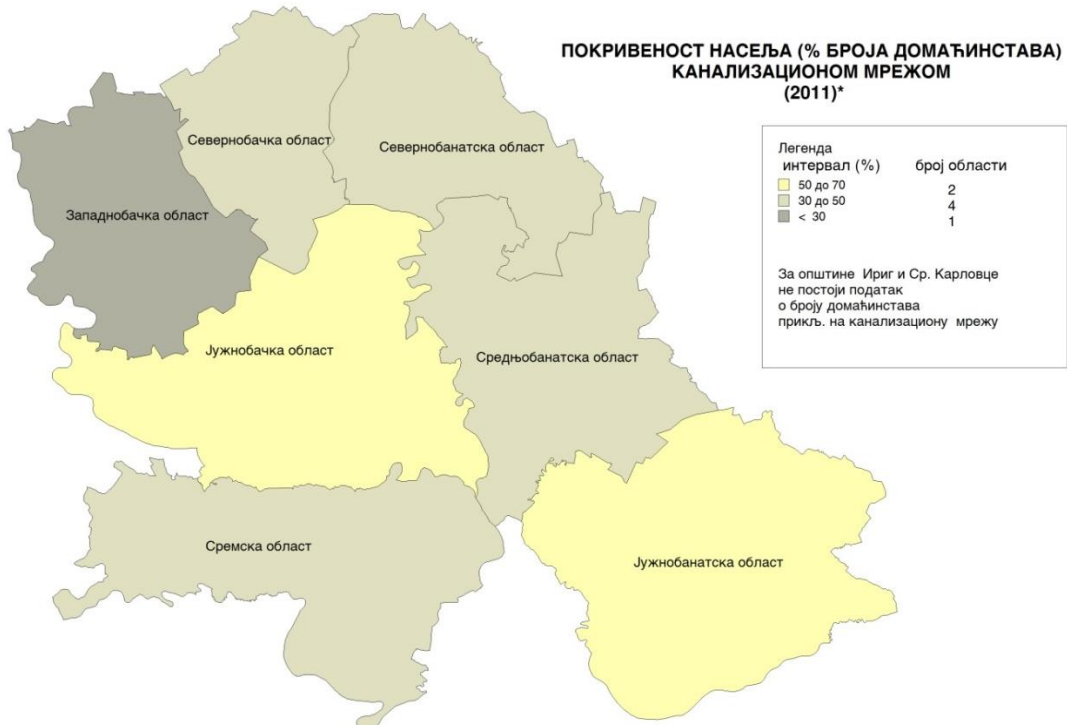 ПОКРИВЕНОСТ НАСЕЉА (% БРОЈА ДОМАЋИНСТАВА)
КАНАЛИЗАЦИОНОМ МРЕЖОМ
(2011)*
Легенда
интервал (%) број области
50 до 70 2
30 до 50 4
< 30 1
За општине Ириг и Ср. Карловце
не постоји податак
о броју домаћинстава
прикљ. на канализациону мрежу
Севернобачка област
Севернобанатска област
Западнобачка област
Јужнобачка област
Средњобанатска област
Сремска област
Јужнобанатска област